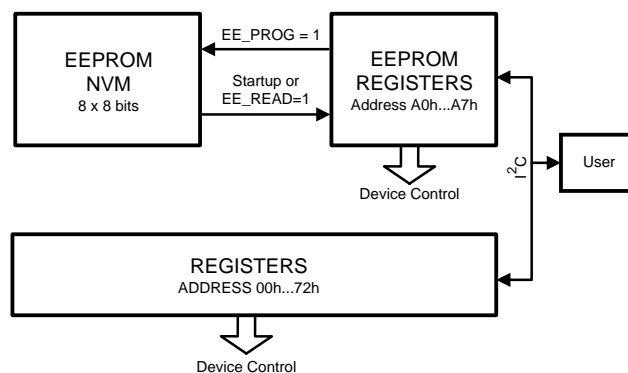 EE_PROG = 1
EEPROM
NVM
8 x 8 bits
Startup or
EE_READ=1
EEPROM
REGISTERS
Address A0h...A7h
Device Control
I²C
User
REGISTERS
ADDRESS 00h...72h
Device Control